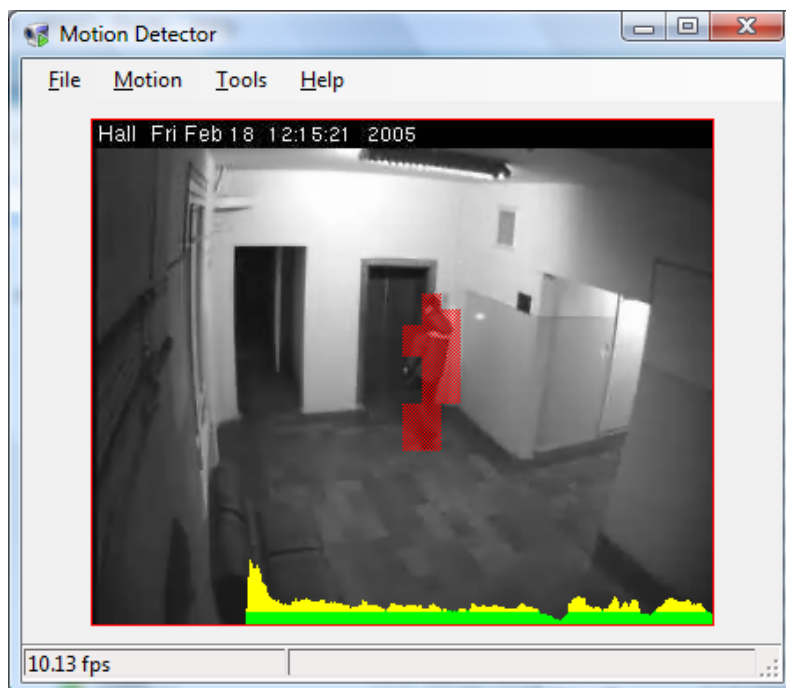 Motion Detector
File Motion Tools Help
Hall Fri Feb 18 12:15:21 2005
10.13 fps